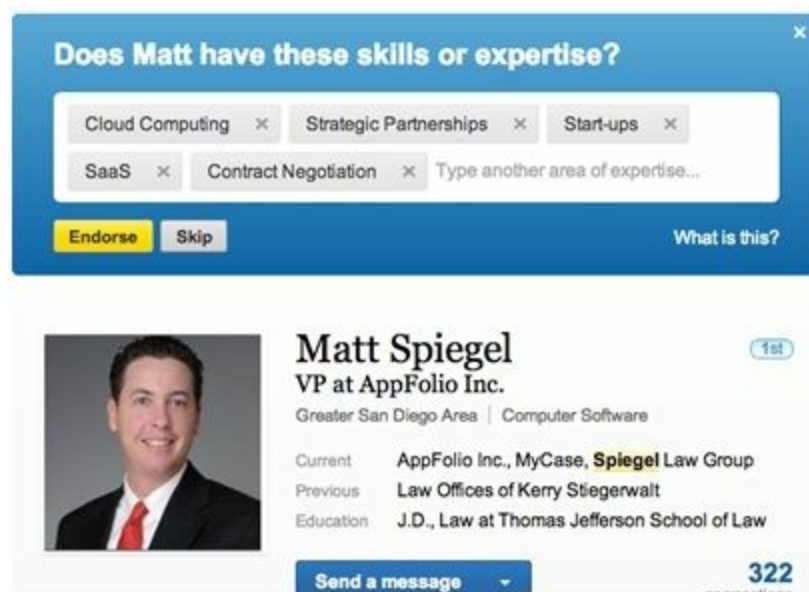 Does Matt have these skills or expertise?
×
Cloud Computing × Strategic Partnerships × Start-ups ×
SaaS × Contract Negotiation × Type another area of expertise...
Endorse Skip What is this?
Matt Spiegel 1st
VP at AppFolio Inc.
Greater San Diego Area | Computer Software
Current AppFolio Inc., MyCase, Spiegel Law Group
Previous Law Offices of Kerry Stiegerwalt
Education J.D., Law at Thomas Jefferson School of Law
Send a message 322